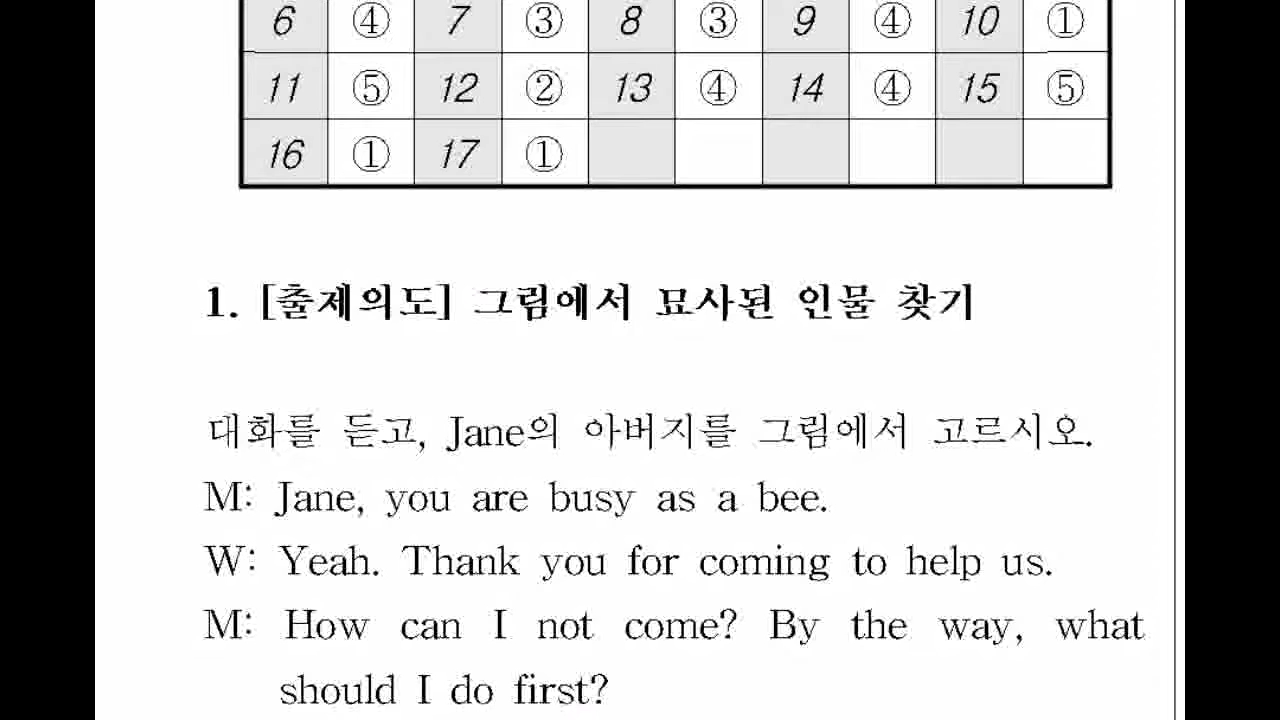 6 ④ 7 ③ 8 ③ 9 ④ 10 ①
11 ⑤ 12 ② 13 ④ 14 ④ 15 ⑤
16 ① 17 ①
1. [출제의도] 그림에서 묘사된 인물 찾기
대화를 듣고, Jane의 아버지를 그림에서 고르시오.
M: Jane, you are busy as a bee.
W: Yeah. Thank you for coming to help us.
M: How can I not come? By the way, what
should I do first?